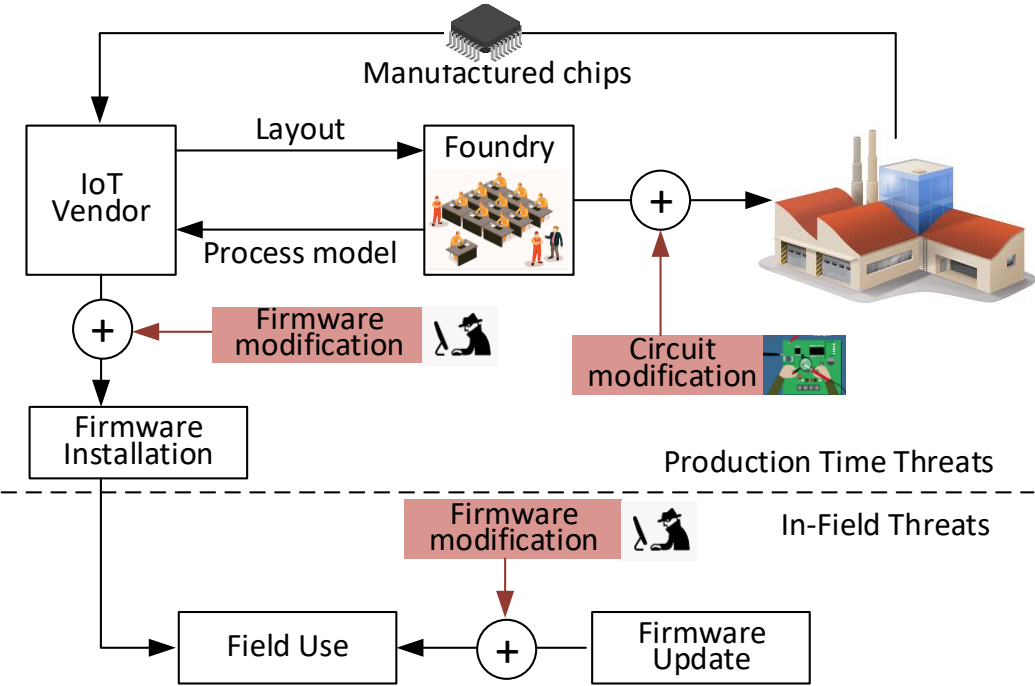 Manufactured chips
Layout
Foundry
IoT
Vendor
+
Process model
Firmware
modification
+
Circuit
modification
+
Firmware
Installation
Production Time Threats
In-Field Threats
Firmware
modification
Field Use
+
Firmware
Update